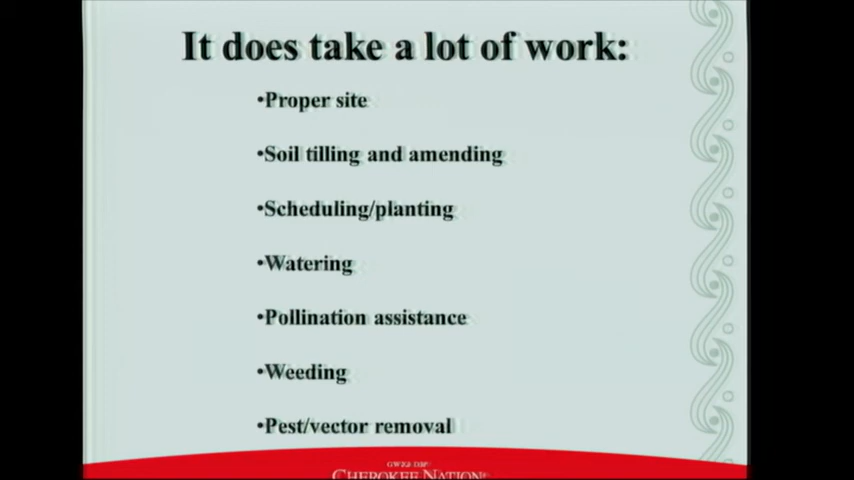 It does take a lot of work:
•Proper site
•Soil tilling and amending
•Scheduling/planting
•Watering
•Pollination assistance
•Weeding
•Pest/vector removal
CHEROKEE NATION